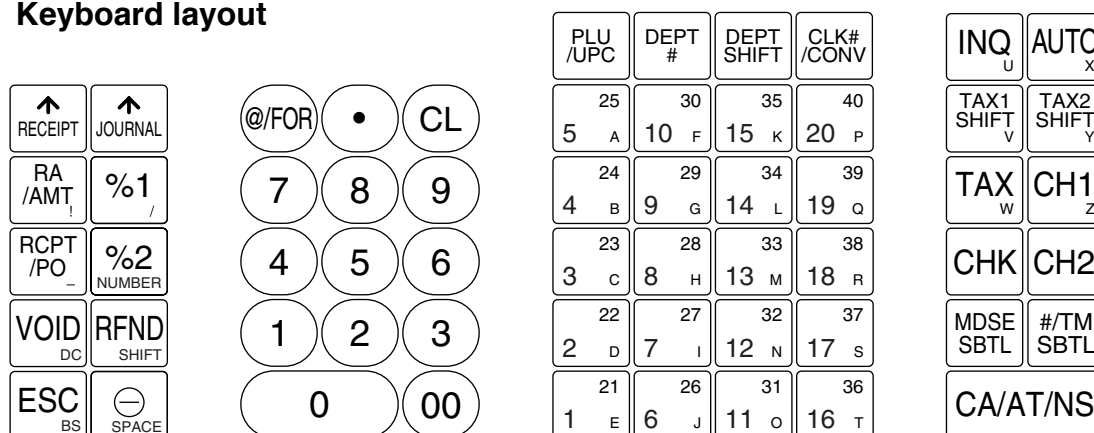 Keyboard layout
RECEIPT JOURNAL
RA /AMT ! %1 /
RCPT /PO _ %2 NUMBER
VOID DC RFND SHIFT
ESC BS ⊖ SPACE
@/FOR • CL
7 8 9
4 5 6
1 2 3
0 00
PLU /UPC DEPT # DEPT SHIFT CLK# /CONV
25 30 35 40
5 A 10 F 15 K 20 P
24 29 34 39
4 B 9 G 14 L 19 Q
23 28 33 38
3 C 8 H 13 M 18 R
22 27 32 37
2 D 7 I 12 N 17 S
21 26 31 36
1 E 6 J 11 O 16 T
INQ U AUTO X
TAX1 SHIFT V TAX2 SHIFT Y
TAX W CH1 Z
CHK CH2
MDSE SBTL #/TM SBTL
CA/AT/NS